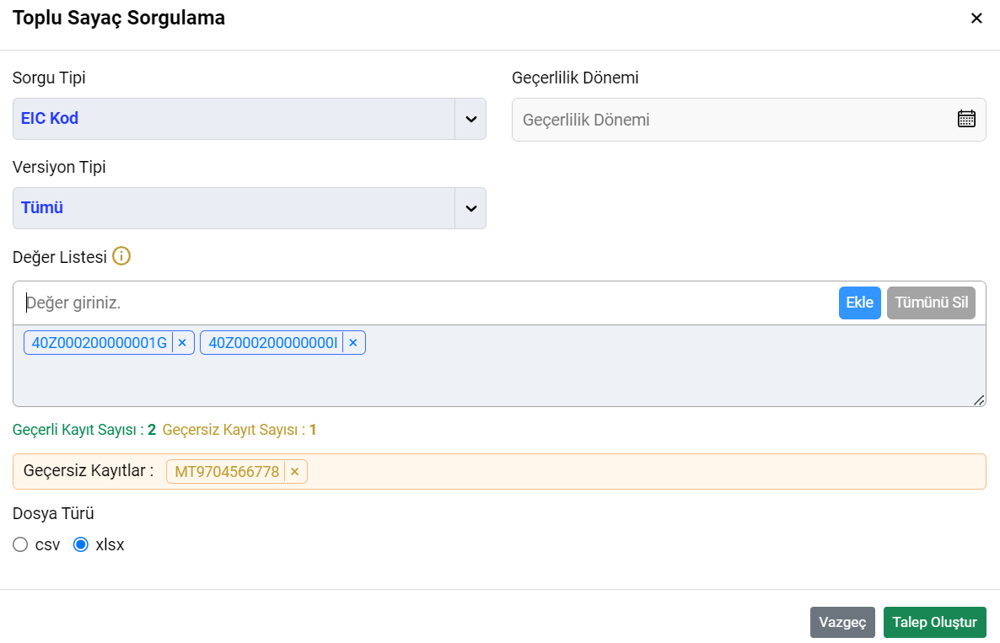 Toplu Sayaç Sorgulama
Sorgu Tipi
Geçerlilik Dönemi
EIC Kod
Geçerlilik Dönemi
Versiyon Tipi
Tümü
Değer Listesi
Değer giriniz.
Ekle
Tümünü Sil
40Z000200000001G
40Z000200000000I
Geçerli Kayıt Sayısı : 2 Geçersiz Kayıt Sayısı : 1
Geçersiz Kayıtlar :
MT9704566778
Dosya Türü
csv
xlsx
Vazgeç
Talep Oluştur